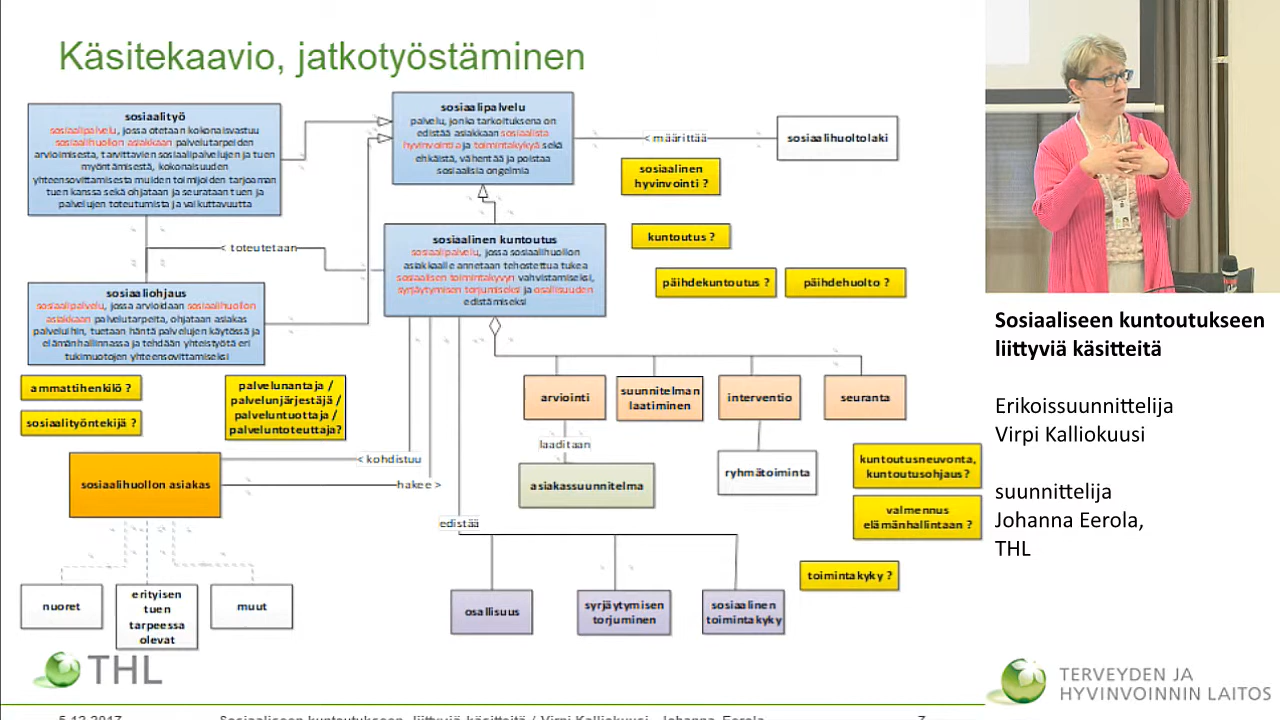 Käsitekaavio, jatkotyöstäminen
sosiaalityö
sosiaalipalvelu, jossa otetaan kokonaisvastuu
sosiaalihuollon asiakkaan palvelutarpeiden
arvioimisesta, tarvittavien sosiaalipalvelujen ja tuen
myöntämisestä, kokonaisuuden
yhteensovittamisesta muiden toimijoiden tarjoaman
tuen kanssa sekä ohjataan ja seurataan tuen ja
palvelujen toteutumista ja vaikuttavuutta
sosiaalipalvelu
palvelu, jonka tarkoituksena on
edistää asiakkaan sosiaalista
hyvinvointia ja toimintakykyä sekä
ehkäistä, vähentää ja poistaa
sosiaalisia ongelmia
< määrittää
sosiaalihuoltolaki
sosiaalinen
hyvinvointi ?
kuntoutus ?
päihdekuntoutus ?
päihdehuolto ?
< toteutetaan
sosiaalinen kuntoutus
sosiaalipalvelu, jossa sosiaalihuollon
asiakkaalle annetaan tehostettua tukea
sosiaalisen toimintakyvyn vahvistamiseksi,
syrjäytymisen torjumiseksi ja osallisuuden
edistämiseksi
sosiaaliohjaus
sosiaalipalvelu, jossa arvioidaan sosiaalihuollon
asiakkaan palvelutarpeita, ohjataan asiakas
palveluihin, tuetaan häntä palvelujen käytössä ja
elämänhallinnassa ja tehdään yhteistyötä eri
tukimuotojen yhteensovittamiseksi
ammattihenkilö ?
sosiaalityöntekijä ?
palvelunantaja /
palvelunjärjestäjä /
palveluntuottaja /
palveluntoteuttaja?
arviointi
suunnitelman
laatiminen
interventio
seuranta
laaditaan
asiakassuunnitelma
ryhmätoiminta
kuntoutusneuvonta,
kuntoutusohjaus?
valmennus
elämänhallintaan ?
toimintakyky ?
< kohdistuu
hakee >
sosiaalihuollon asiakas
edistää
nuoret
erityisen
tuen
tarpeessa
olevat
muut
osallisuus
syrjäytymisen
torjuminen
sosiaalinen
toimintakyky
THL
5.12.2017
Sosiaaliseen kuntoutukseen liittyviä käsitteitä / Virpi Kalliokuusi, Johanna Eerola
7
Sosiaaliseen kuntoutukseen
liittyviä käsitteitä
Erikoissuunnittelija
Virpi Kalliokuusi
suunnittelija
Johanna Eerola,
THL
TERVEYDEN JA
HYVINVOINNIN LAITOS